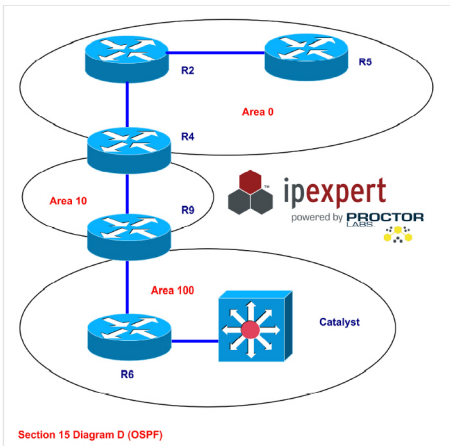 R2
R5
Area 0
R4
Area 10
R9
ipexpert
™
powered by PROCTOR
LABS
Area 100
Catalyst
R6
Section 15 Diagram D (OSPF)